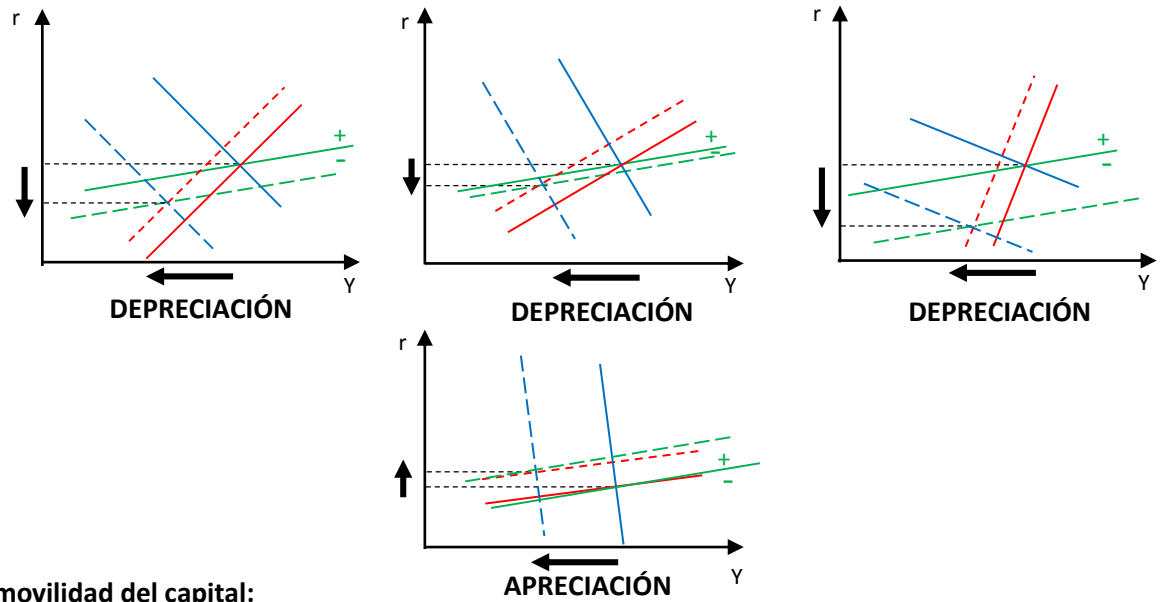 r
r
r
+
-
+
-
+
-
Y
Y
Y
DEPRECIACIÓN
DEPRECIACIÓN
DEPRECIACIÓN
r
+
-
Y
APRECIACIÓN
movilidad del capital: